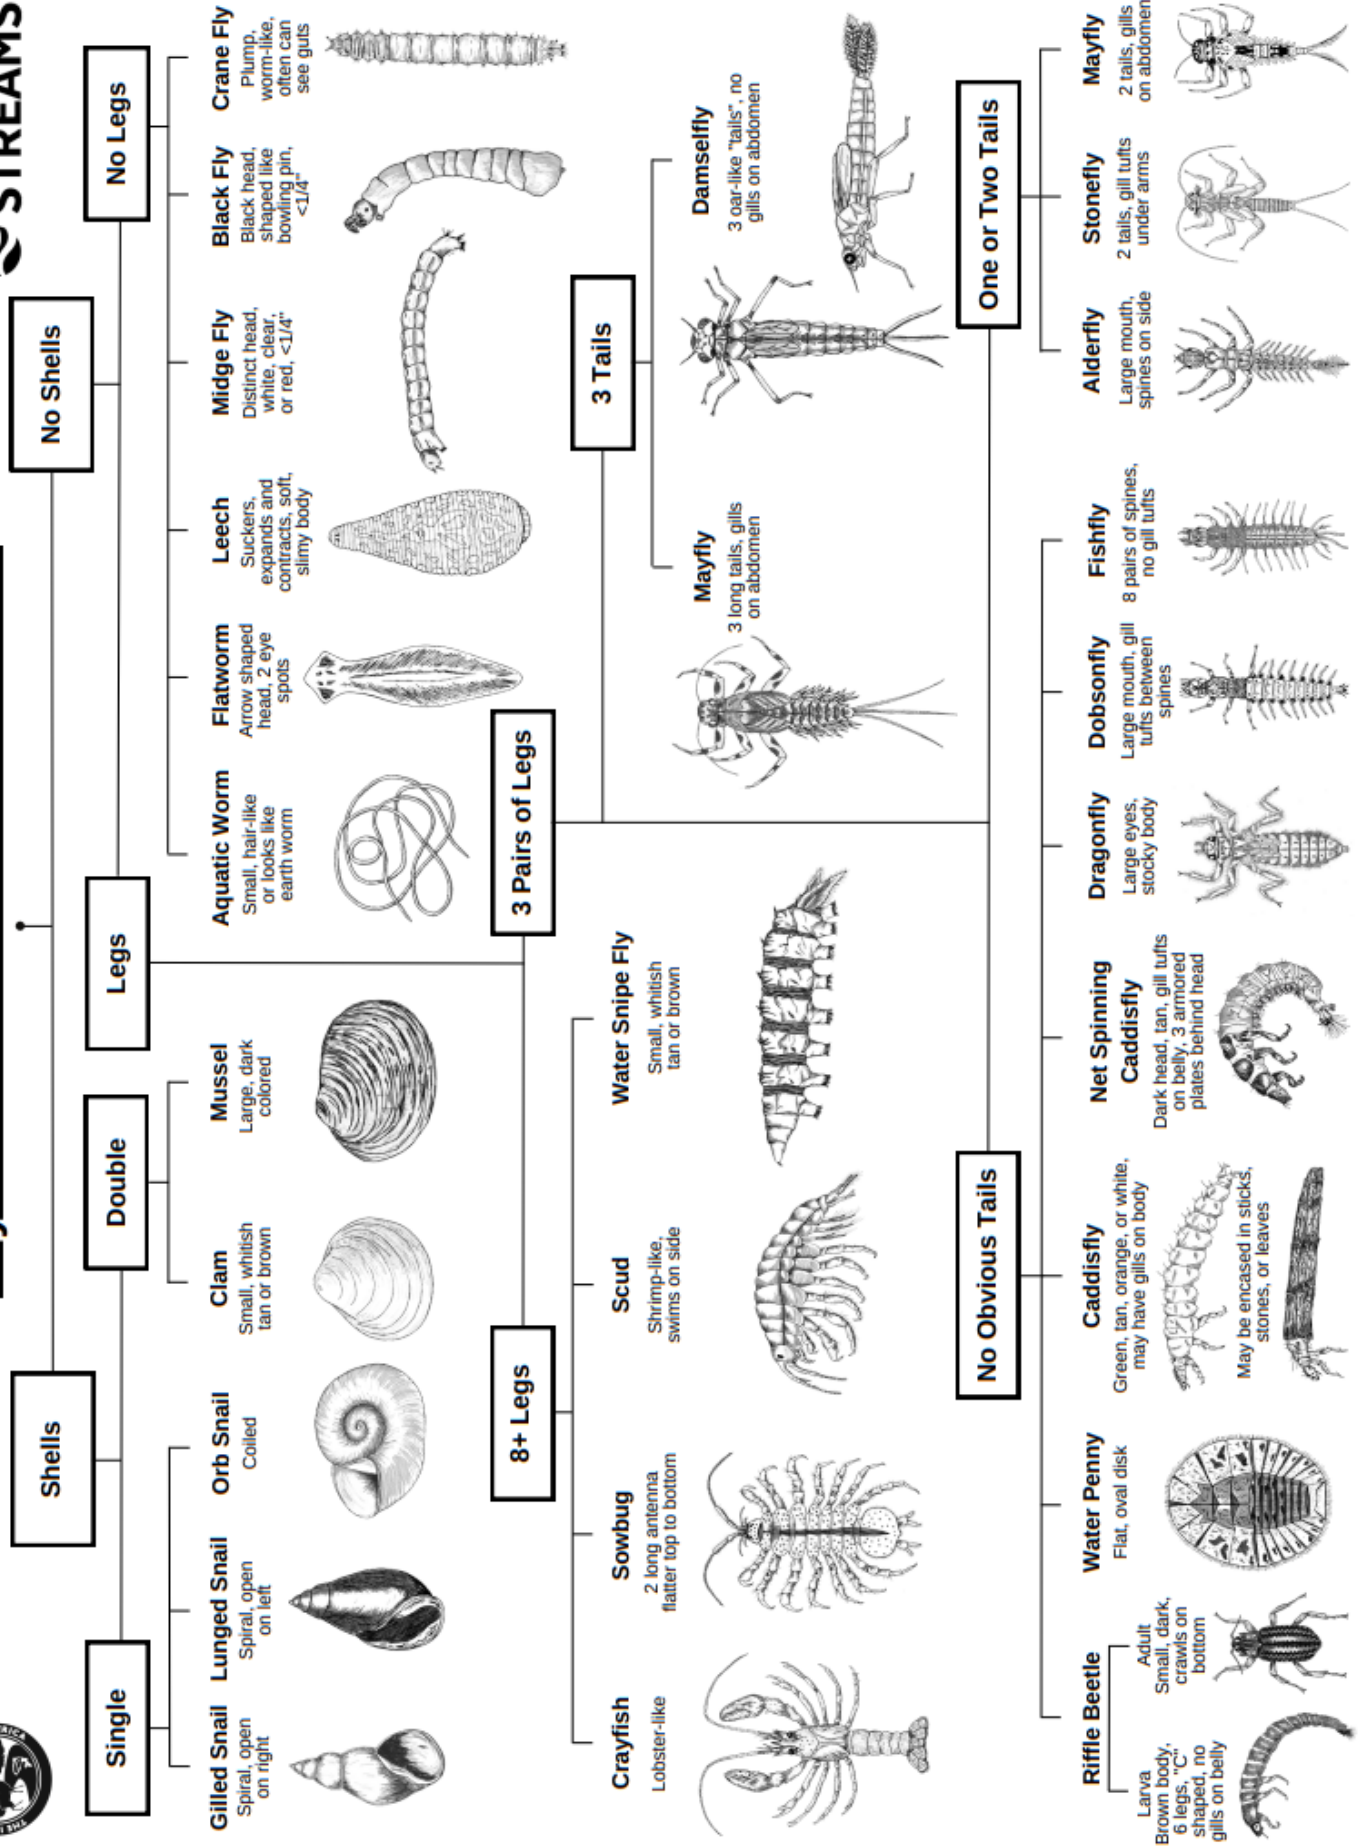 STREAMS
Shells
No Shells
Single
Double
Legs
No Legs
Gilled Snail
Spiral, open
on right
Lunged Snail
Spiral, open
on left
Orb Snail
Coiled
Clam
Small, whitish
tan or brown
Mussel
Large, dark
colored
Aquatic Worm
Small, hair-like
or looks like
earth worm
Flatworm
Arrow shaped
head, 2 eye
spots
Leech
Suckers,
expands and
contracts, soft,
slimy body
Midge Fly
Distinct head,
white, clear,
or red, <1/4"
Black Fly
Black head,
shaped like
bowling pin,
<1/4"
Crane Fly
Plump,
worm-like,
often can
see guts
8+ Legs
3 Pairs of Legs
Crayfish
Lobster-like
Sowbug
2 long antenna
flatter top to bottom
Scud
Shrimp-like,
swims on side
Water Snipe Fly
Small, whitish
tan or brown
3 Tails
Mayfly
3 long tails, gills
on abdomen
Damselfly
3 oar-like "tails", no
gills on abdomen
No Obvious Tails
One or Two Tails
Riffle Beetle
Larva
Brown body,
6 legs, "C"
shaped, no
gills on belly
Adult
Small, dark,
crawls on
bottom
Water Penny
Flat, oval disk
Caddisfly
Green, tan, orange, or white,
may have gills on body
May be encased in sticks,
stones, or leaves
Net Spinning
Caddisfly
Dark head, tan, gill tufts
on belly, 3 armored
plates behind head
Dragonfly
Large eyes,
stocky body
Dobsonfly
Large mouth, gill
tufts between
spines
Fishfly
8 pairs of spines,
no gill tufts
Alderfly
Large mouth,
spines on side
Stonefly
2 tails, gill tufts
under arms
Mayfly
2 tails, gills
on abdomen